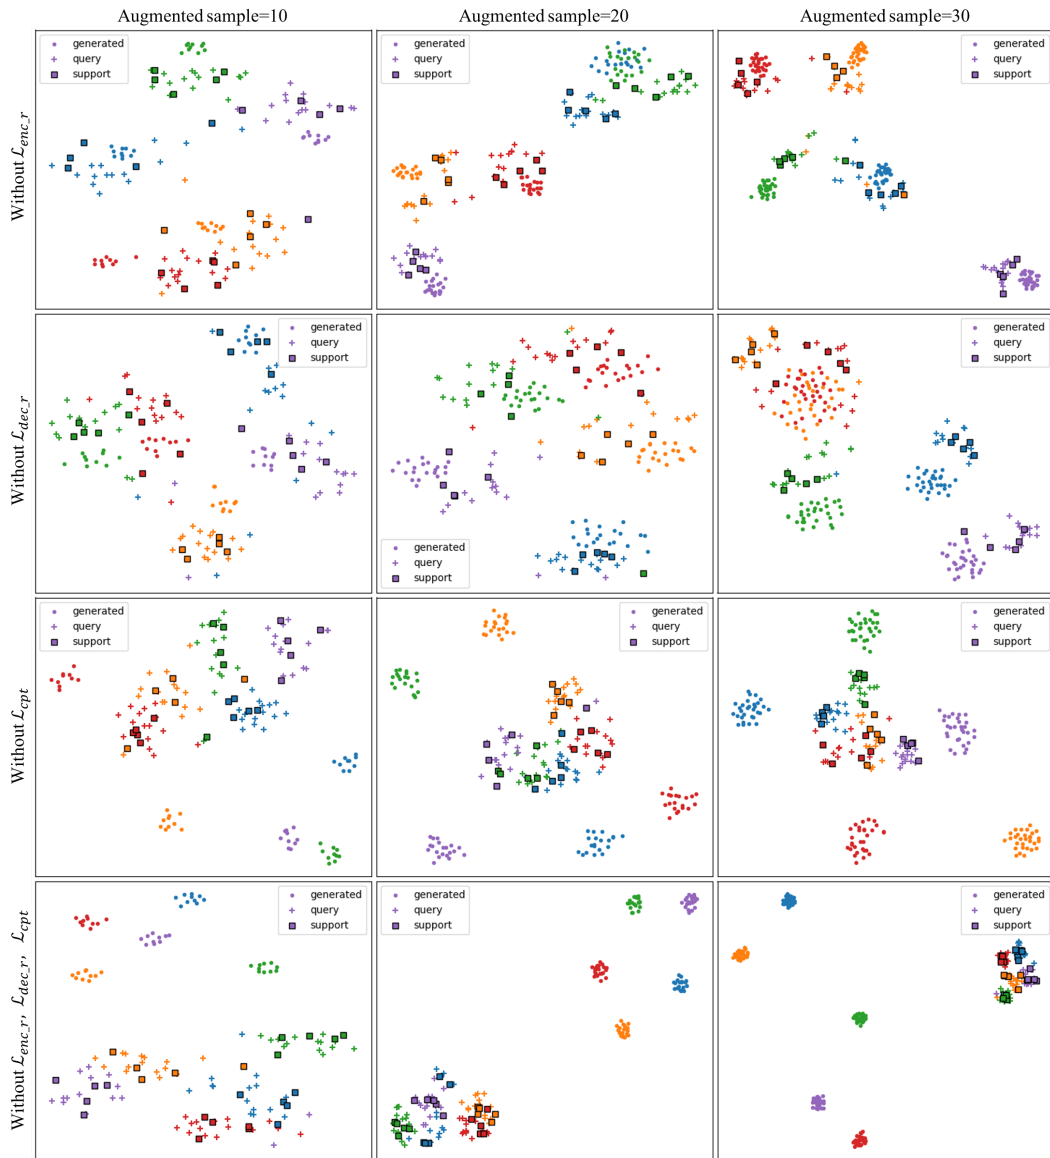 Augmented sample=10 Augmented sample=20 Augmented sample=30
Without ℒ_enc_r
generated
query
support
generated
query
support
generated
query
support
Without ℒ_dec_r
generated
query
support
generated
query
support
generated
query
support
Without ℒ_cpt
generated
query
support
generated
query
support
generated
query
support
Without ℒ_enc_r, ℒ_dec_r, ℒ_cpt
generated
query
support
generated
query
support
generated
query
support